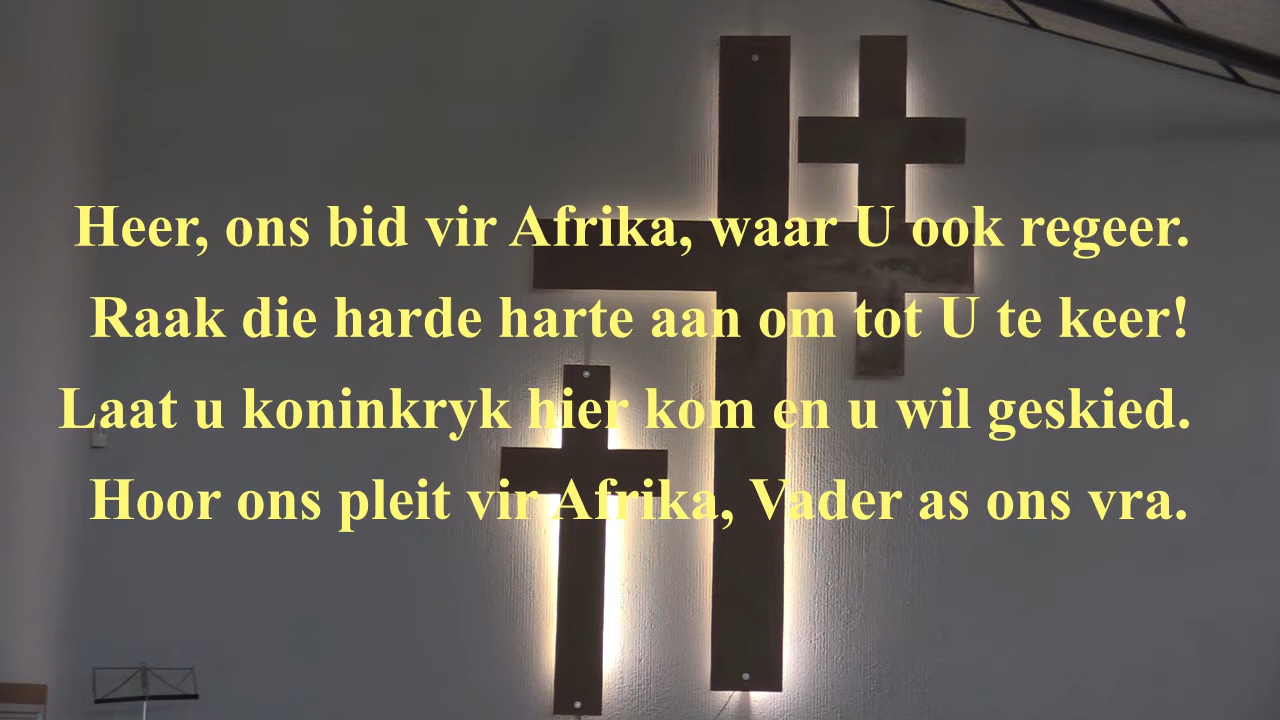 Heer, ons bid vir Afrika, waar U ook regeer.
Raak die harde harte aan om tot U te keer!
Laat u koninkryk hier kom en u wil geskied.
Hoor ons pleit vir Afrika, Vader as ons vra.